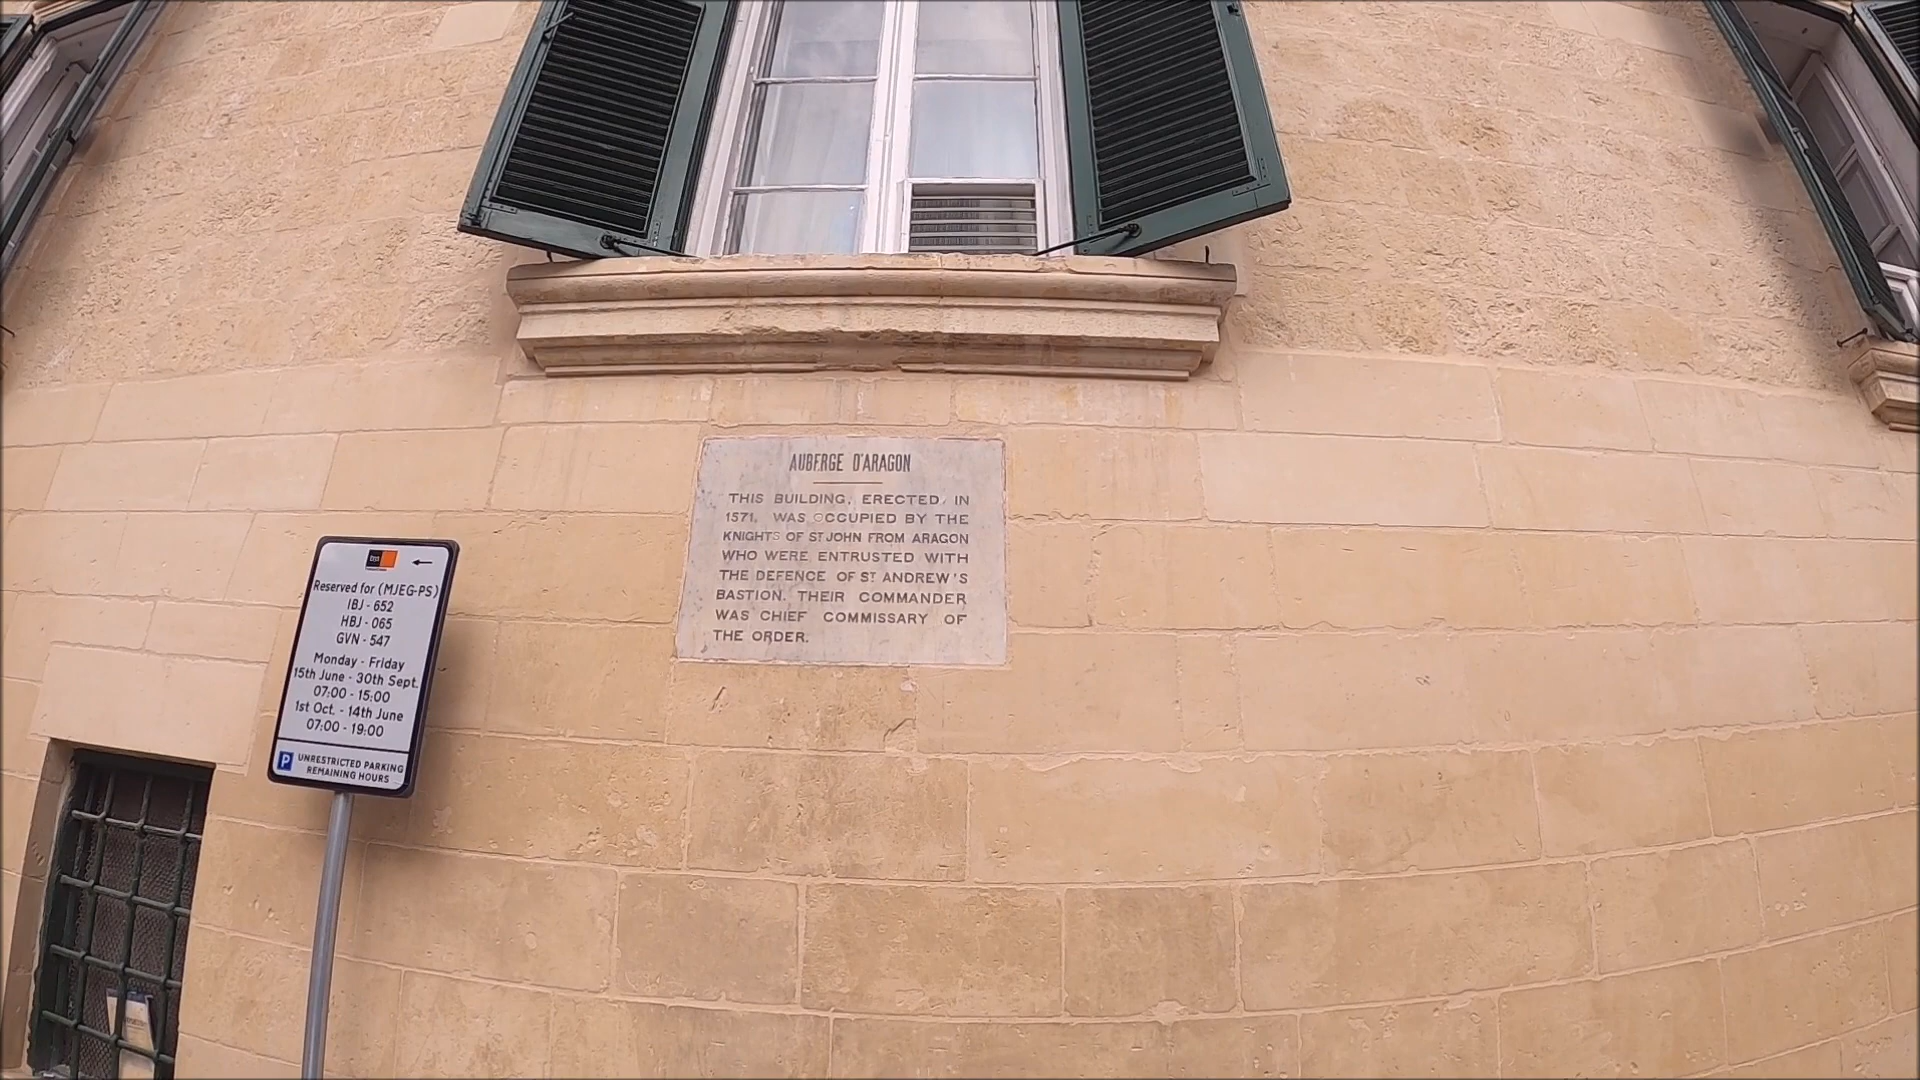 AUBERGE D'ARAGON
THIS BUILDING, ERECTED IN
1571, WAS OCCUPIED BY THE
KNIGHTS OF ST JOHN FROM ARAGON
WHO WERE ENTRUSTED WITH
THE DEFENCE OF ST ANDREW'S
BASTION. THEIR COMMANDER
WAS CHIEF COMMISSARY OF
THE ORDER.
Reserved for (MJEG-PS)
IBJ - 652
HBJ - 065
GVN - 547
Monday - Friday
15th June - 30th Sept.
07:00 - 15:00
1st Oct. - 14th June
07:00 - 19:00
P UNRESTRICTED PARKING
REMAINING HOURS